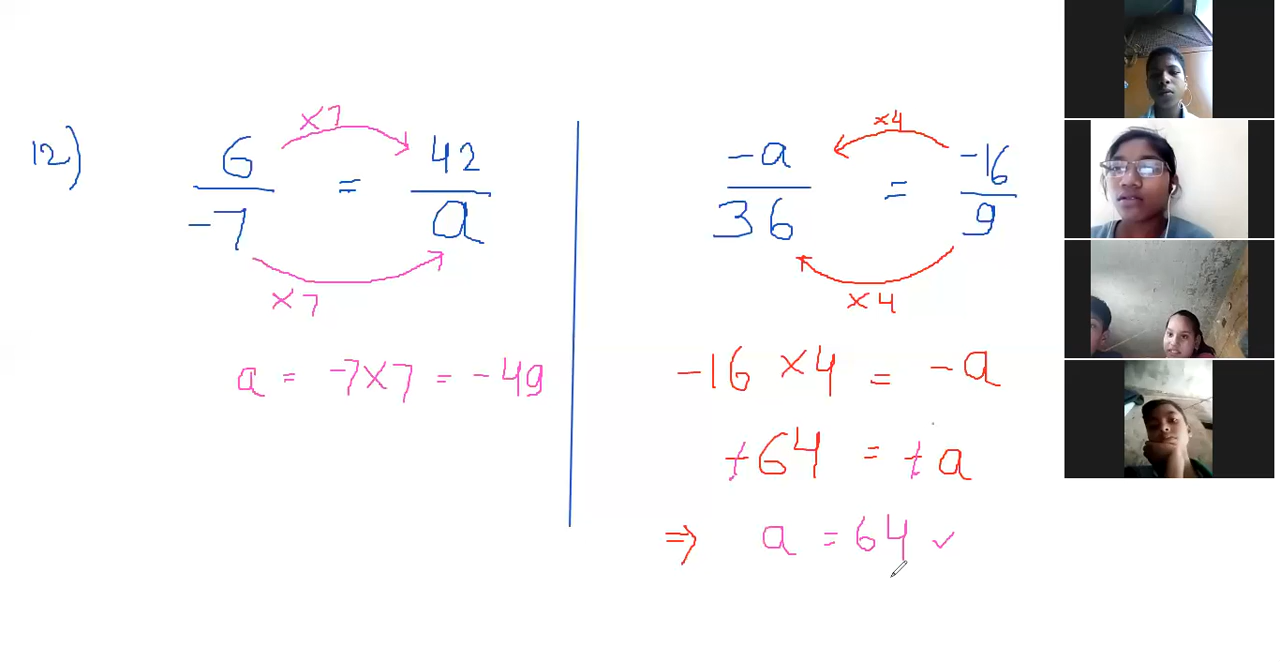 12)
×7
6/-7 = 42/a
×7
a = -7×7 = -49
×4
-a/36 = -16/9
×4
-16 ×4 = -a
+64 = +a
⇒ a = 64 ✓